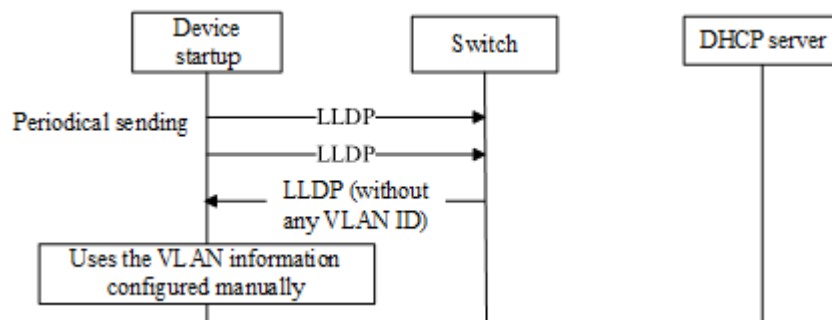 Device
startup
Switch
DHCP server
Periodical sending
LLDP
LLDP
LLDP (without
any VLAN ID)
Uses the VLAN information
configured manually